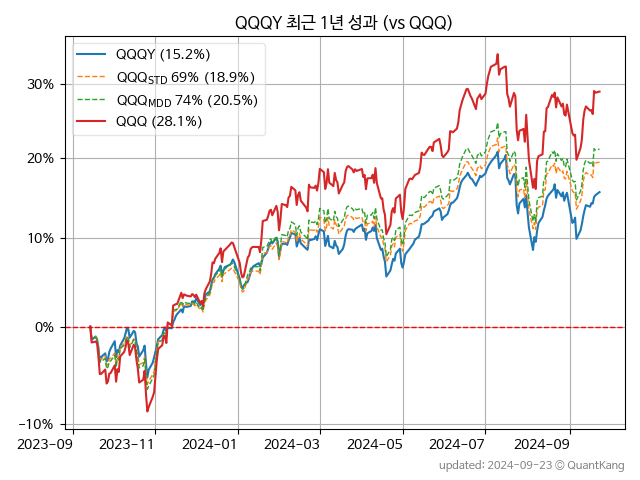 QQQY 최근 1년 성과 (vs QQQ)
QQQY (15.2%)
QQQSTD 69% (18.9%)
QQQMDD 74% (20.5%)
QQQ (28.1%)
30%
20%
10%
0%
−10%
2023−09 2023−11 2024−01 2024−03 2024−05 2024−07 2024−09
updated: 2024−09−23 © QuantKang